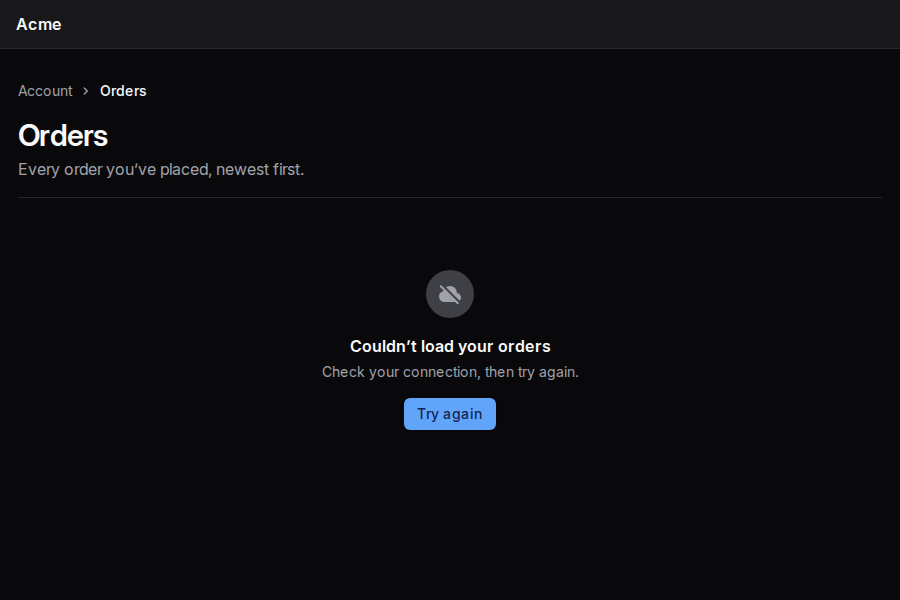 Acme
Account › Orders
Orders
Every order you’ve placed, newest first.
Couldn’t load your orders
Check your connection, then try again.
Try again